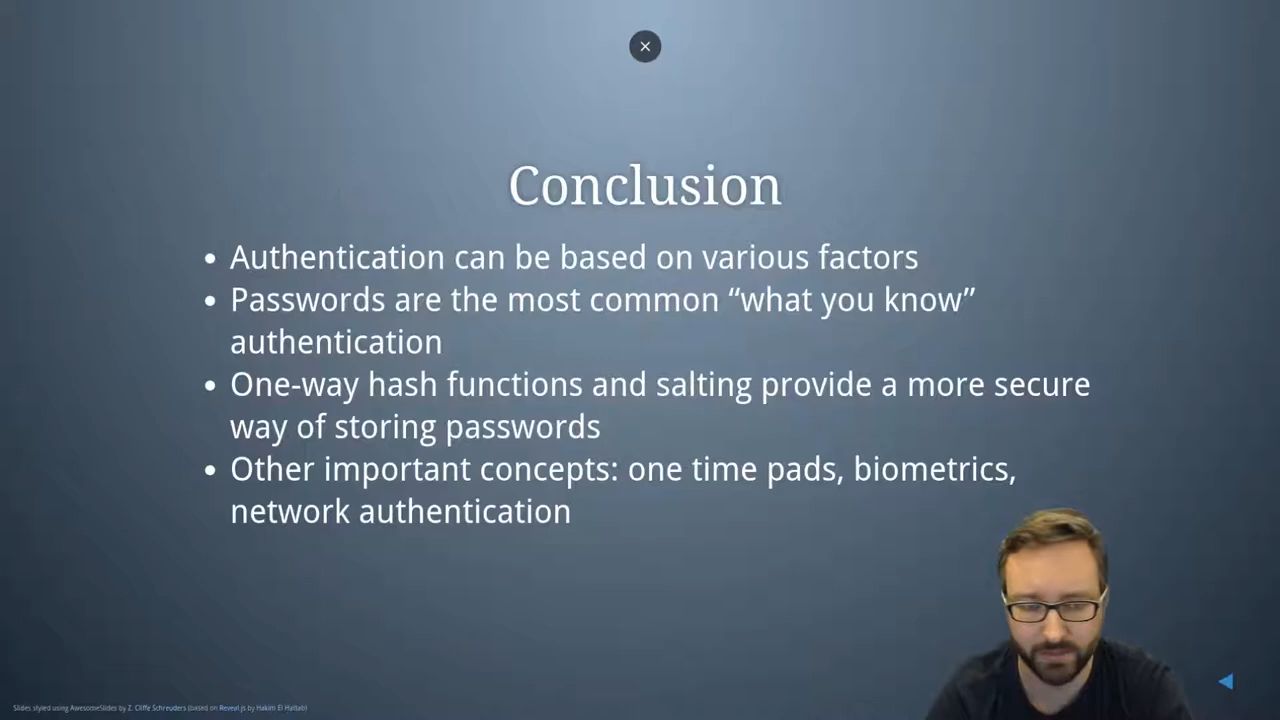 Conclusion
• Authentication can be based on various factors
• Passwords are the most common “what you know”
authentication
• One-way hash functions and salting provide a more secure
way of storing passwords
• Other important concepts: one time pads, biometrics,
network authentication
Slides styled using AwesomeSlides by Z. Cliffe Schreuders (based on Reveal.js by Hakim El Hattab)